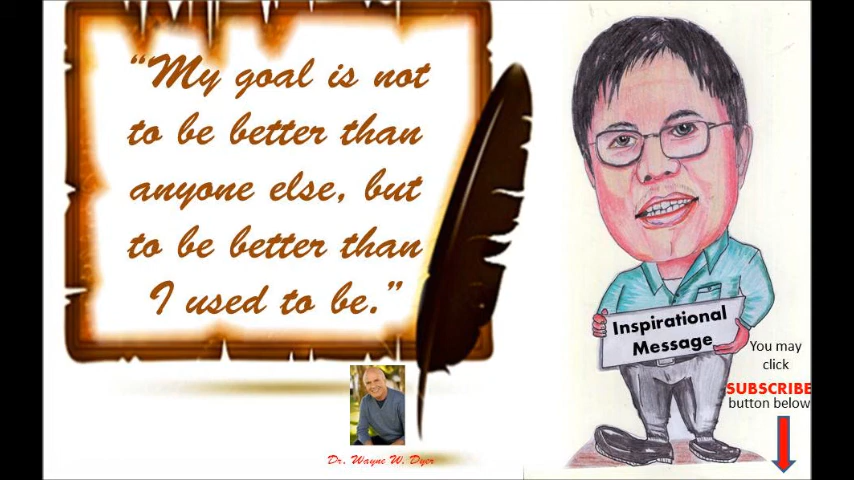 “My goal is not
to be better than
anyone else, but
to be better than
I used to be.”
Dr. Wayne W. Dyer
Inspirational
Message
You may
click
SUBSCRIBE
button below